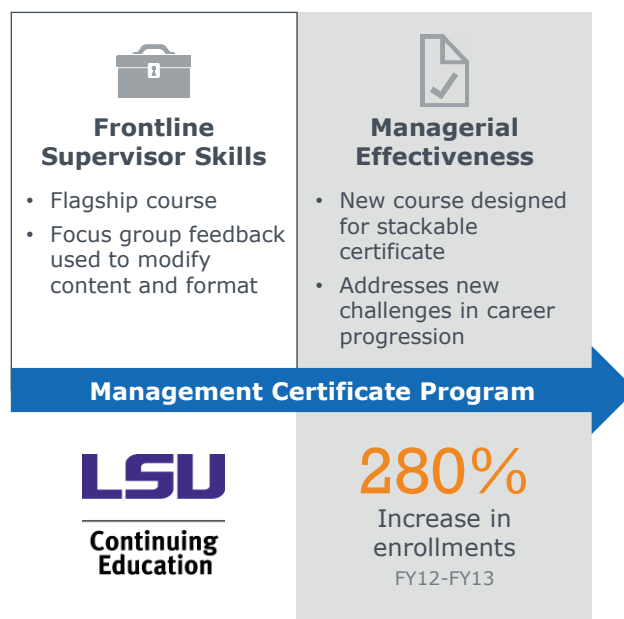 Frontline
Supervisor Skills
• Flagship course
• Focus group feedback
used to modify
content and format
Managerial
Effectiveness
• New course designed
for stackable
certificate
• Addresses new
challenges in career
progression
Management Certificate Program
LSU
Continuing
Education
280%
Increase in
enrollments
FY12-FY13